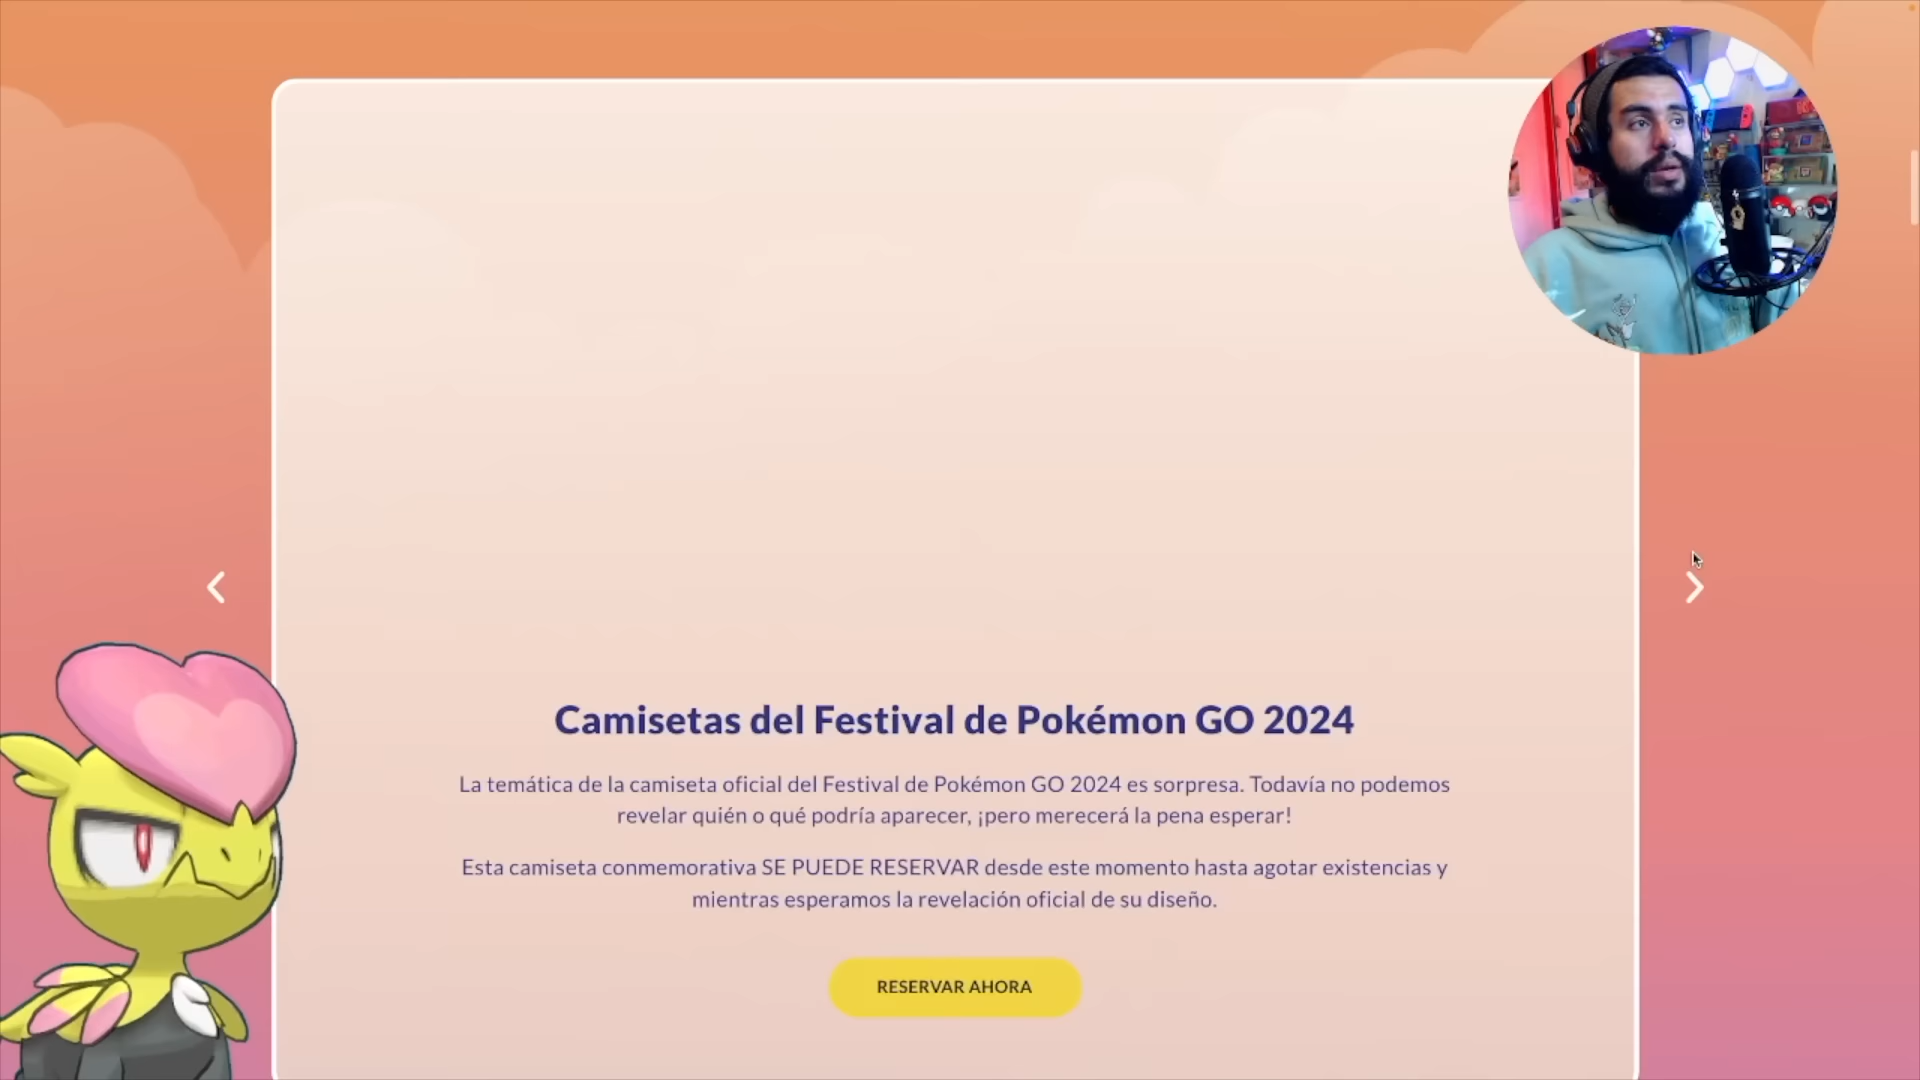 Camisetas del Festival de Pokémon GO 2024
La temática de la camiseta oficial del Festival de Pokémon GO 2024 es sorpresa. Todavía no podemos
revelar quién o qué podría aparecer, ¡pero merecerá la pena esperar!
Esta camiseta conmemorativa SE PUEDE RESERVAR desde este momento hasta agotar existencias y
mientras esperamos la revelación oficial de su diseño.
RESERVAR AHORA